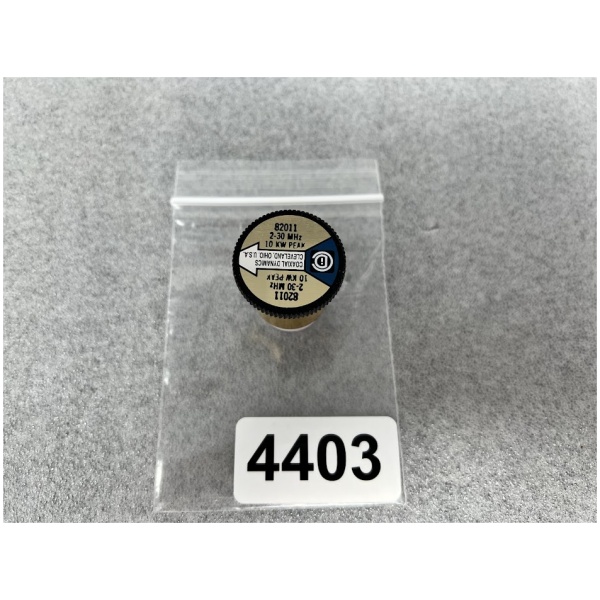 82011
2-30 MHz
10 KW PEAK
COAXIAL DYNAMICS
CLEVELAND, OHIO U.S.A.
CD
10 KW PEAK
2-30 MHz
82011
4403